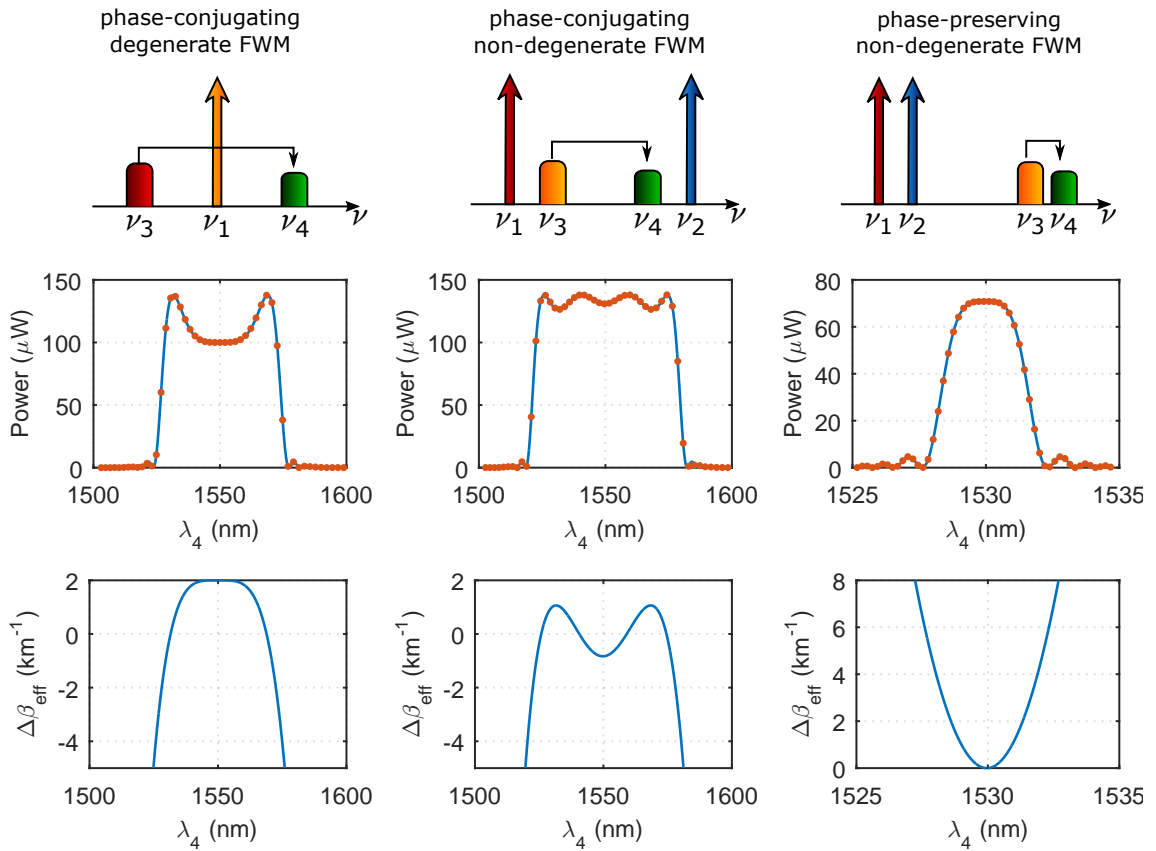 phase-conjugating
degenerate FWM
phase-conjugating
non-degenerate FWM
phase-preserving
non-degenerate FWM
ν3 ν1 ν4 ν
ν1 ν3 ν4 ν2 ν
ν1 ν2 ν3 ν4 ν
Power (μW)
150
100
50
0
1500 1550 1600
λ4 (nm)
Power (μW)
150
100
50
0
1500 1550 1600
λ4 (nm)
Power (μW)
80
60
40
20
0
1525 1530 1535
λ4 (nm)
Δβeff (km-1)
2
0
-2
-4
1500 1550 1600
λ4 (nm)
Δβeff (km-1)
2
0
-2
-4
1500 1550 1600
λ4 (nm)
Δβeff (km-1)
8
6
4
2
0
1525 1530 1535
λ4 (nm)